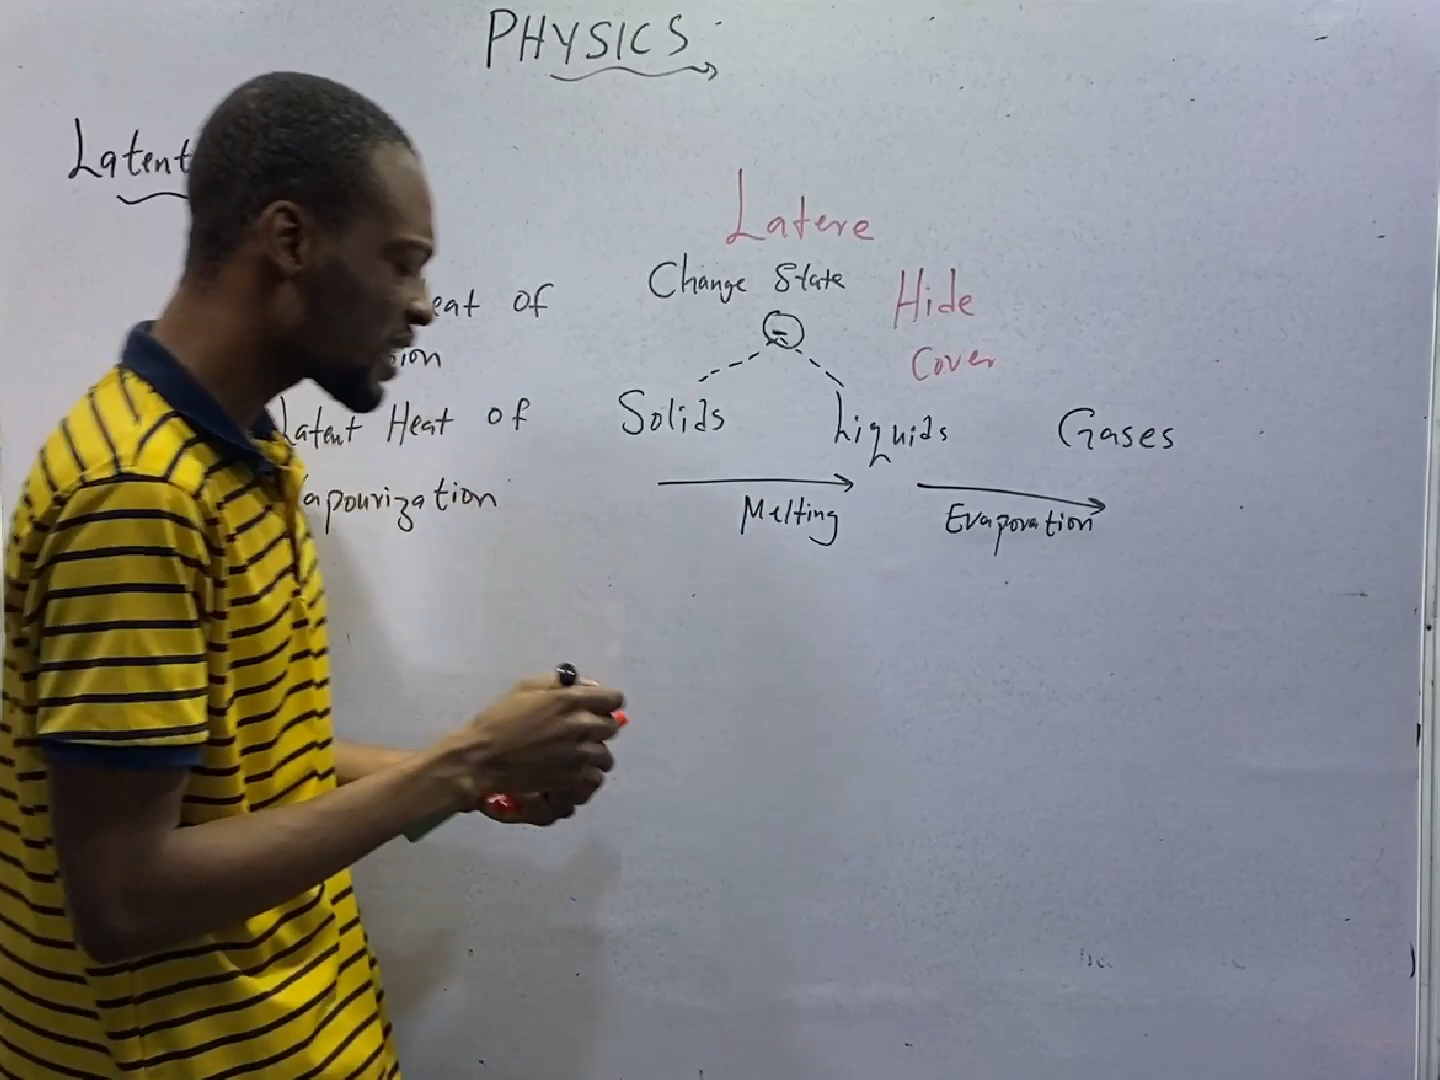 PHYSICS
Latent
eat of
ion
Latent Heat of
apourization
Latere
Change State
Hide
Cover
Solids Liquids Gases
Melting Evaporation